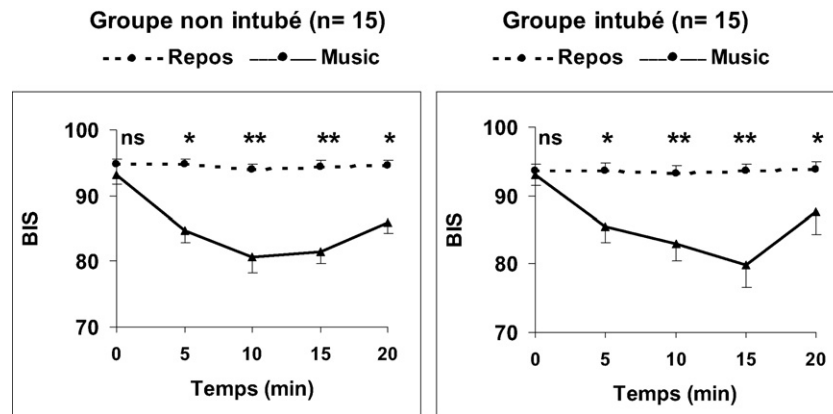 Groupe non intubé (n= 15)
Repos Music
100
90
80
70
BIS
ns * ** ** *
0 5 10 15 20
Temps (min)
Groupe intubé (n= 15)
Repos Music
100
90
80
70
BIS
ns * ** ** *
0 5 10 15 20
Temps (min)